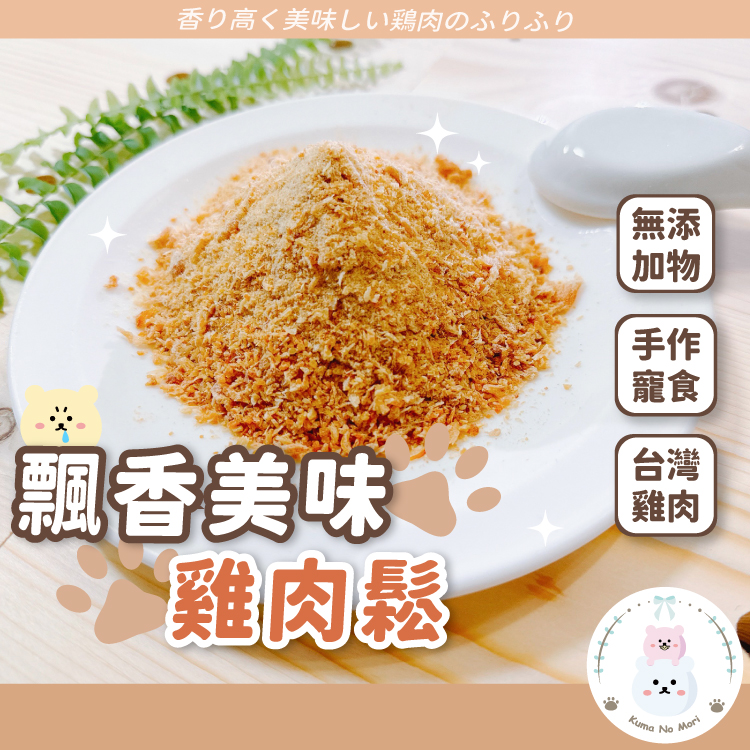 香り高く美味しい鶏肉のふりふり
無添
加物
手作
寵食
台灣
雞肉
飄香美味
雞肉鬆
Kuma No Mori